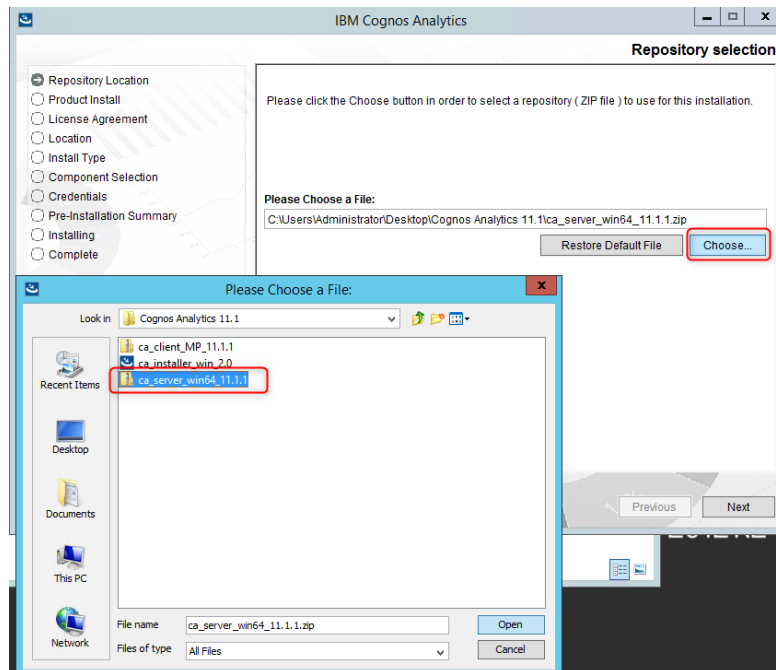 IBM Cognos Analytics
Repository selection
Repository Location
Product Install
License Agreement
Location
Install Type
Component Selection
Credentials
Pre-Installation Summary
Installing
Complete
Please click the Choose button in order to select a repository ( ZIP file ) to use for this installation.
Please Choose a File:
C:\Users\Administrator\Desktop\Cognos Analytics 11.1\ca_server_win64_11.1.1.zip
Restore Default File
Choose...
Please Choose a File:
Look in
Cognos Analytics 11.1
ca_client_MP_11.1.1
ca_installer_win_2.0
ca_server_win64_11.1.1
Recent Items
Desktop
Documents
This PC
Network
File name
ca_server_win64_11.1.1.zip
Open
Files of type
All Files
Cancel
Previous
Next